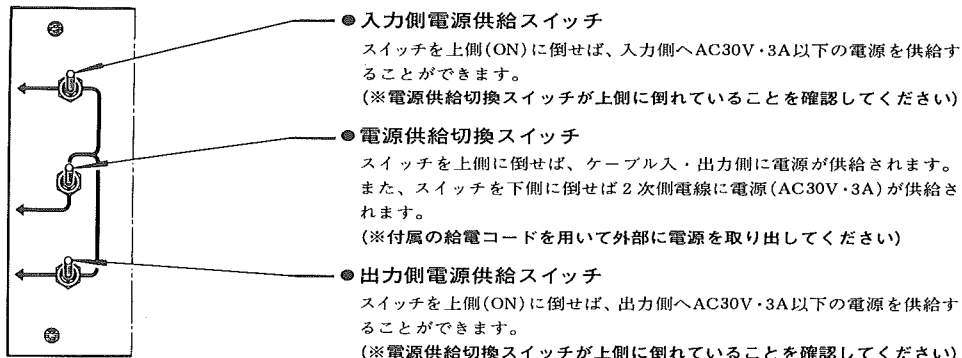 ●入力側電源供給スイッチ
スイッチを上側(ON)に倒せば、入力側へAC30V・3A以下の電源を供給す
ることができます。
(※電源供給切換スイッチが上側に倒れていることを確認してください)
●電源供給切換スイッチ
スイッチを上側に倒せば、ケーブル入・出力側に電源が供給されます。
また、スイッチを下側に倒せば2次側電線に電源(AC30V・3A)が供給さ
れます。
(※付属の給電コードを用いて外部に電源を取り出してください)
●出力側電源供給スイッチ
スイッチを上側(ON)に倒せば、出力側へAC30V・3A以下の電源を供給す
ることができます。
(※電源供給切換スイッチが上側に倒れていることを確認してください)